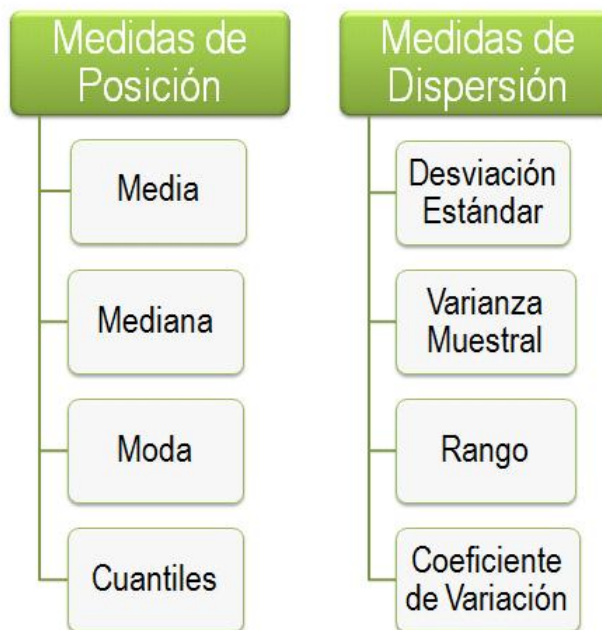 Medidas de
Posición
Media
Mediana
Moda
Cuantiles
Medidas de
Dispersión
Desviación
Estándar
Varianza
Muestral
Rango
Coeficiente
de Variación